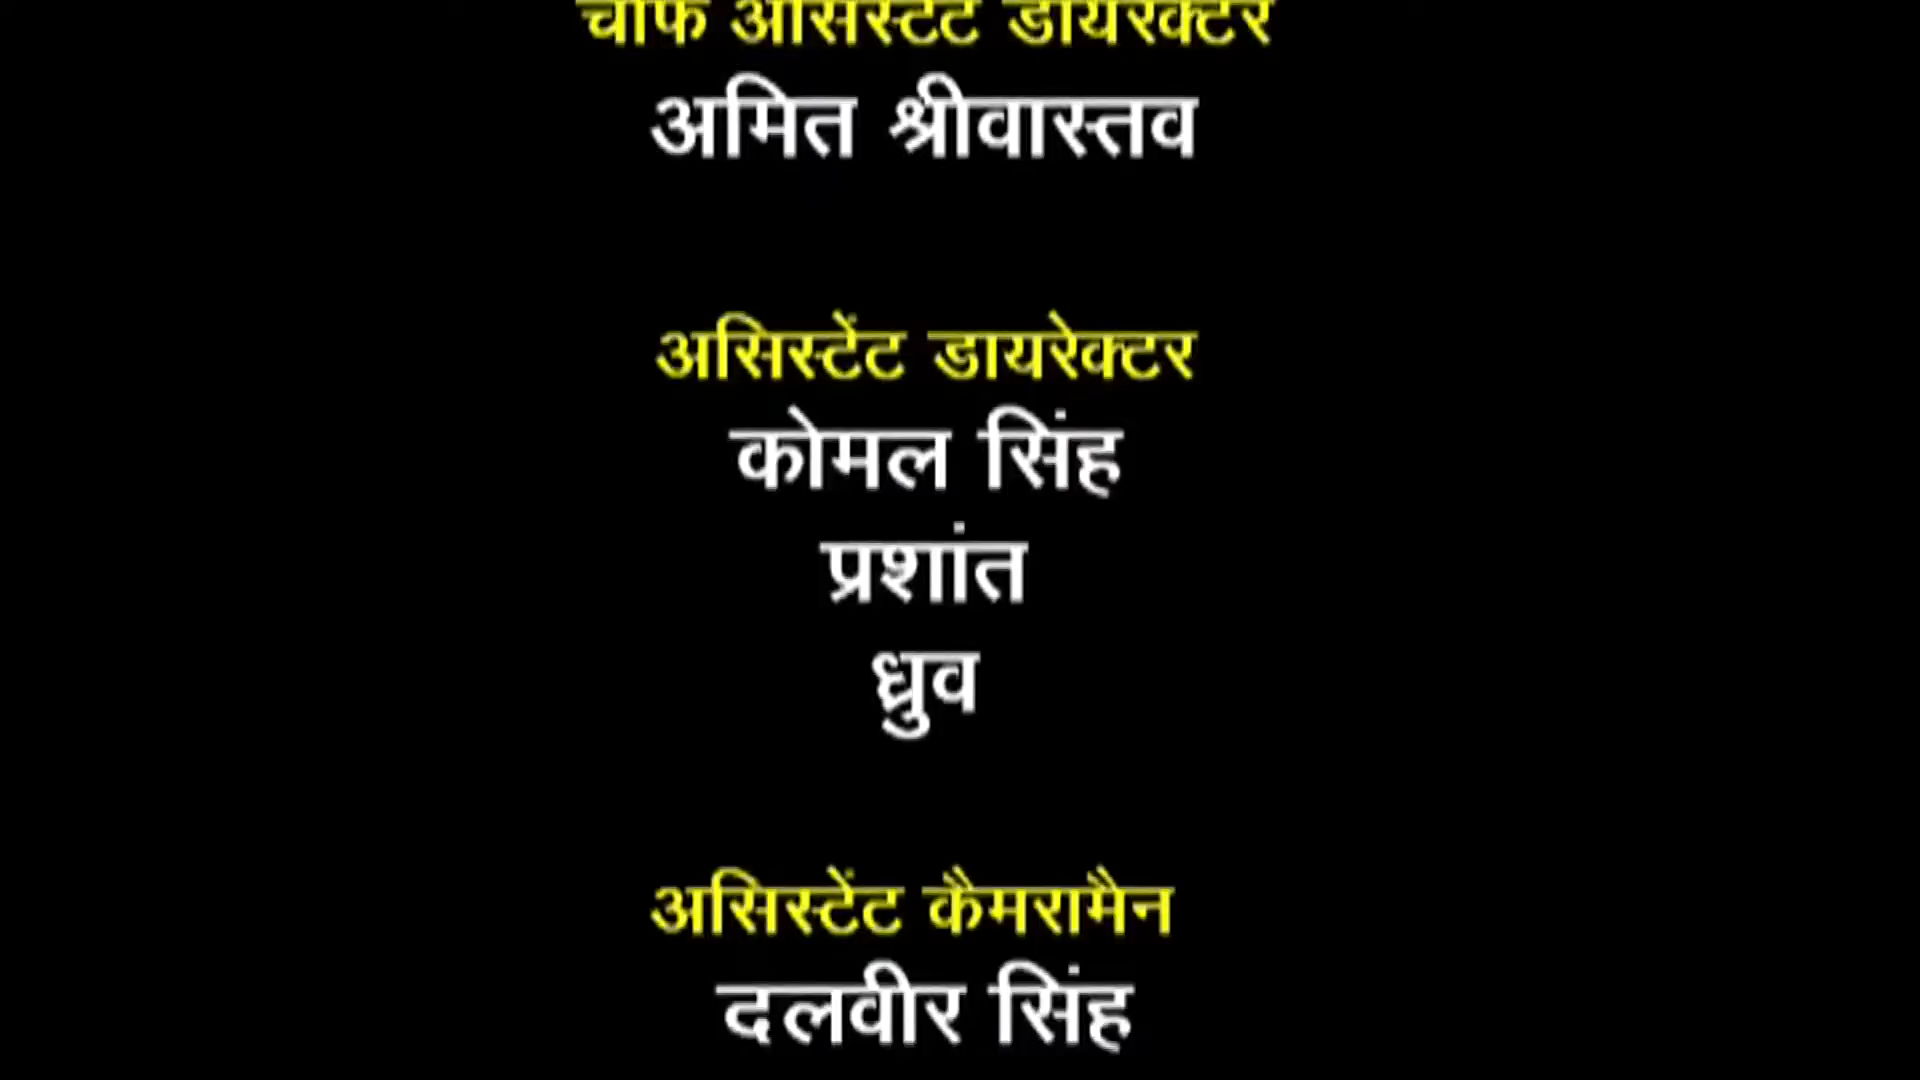 चीफ असिस्टेंट डायरेक्टर
अमित श्रीवास्तव
असिस्टेंट डायरेक्टर
कोमल सिंह
प्रशांत
ध्रुव
असिस्टेंट कैमरामैन
दलवीर सिंह